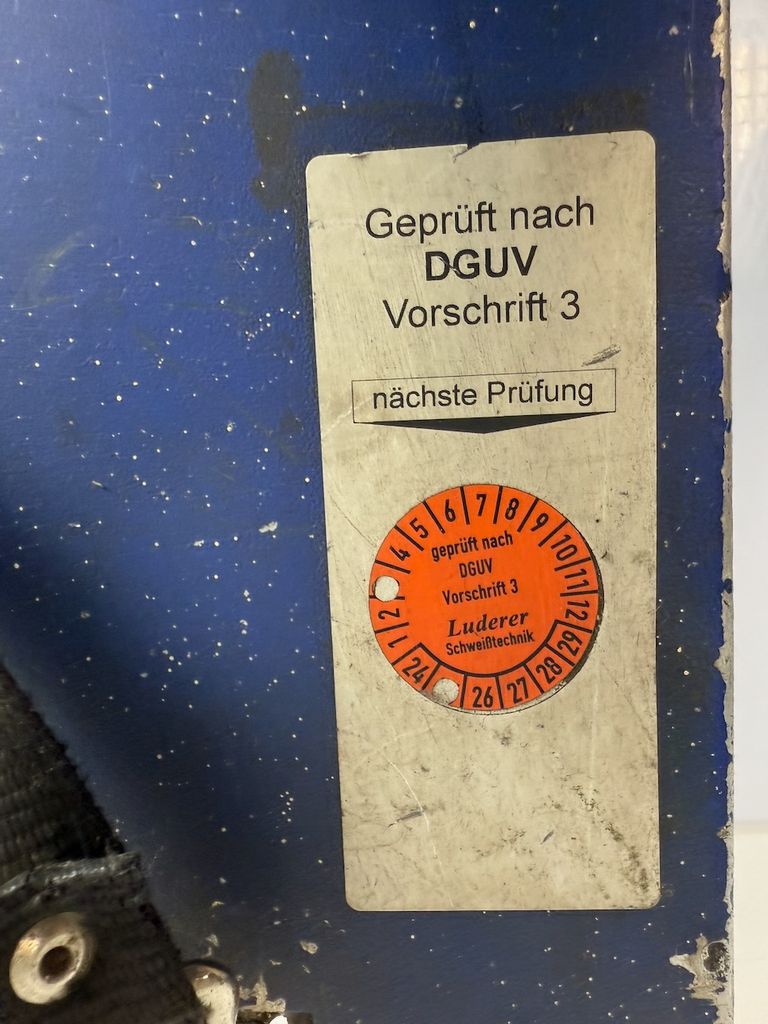 Geprüft nach
DGUV
Vorschrift 3
nächste Prüfung
1 2 4 5 6 7 8 9 10 11 12
geprüft nach
DGUV
Vorschrift 3
Luderer
Schweißtechnik
24 26 27 28 29